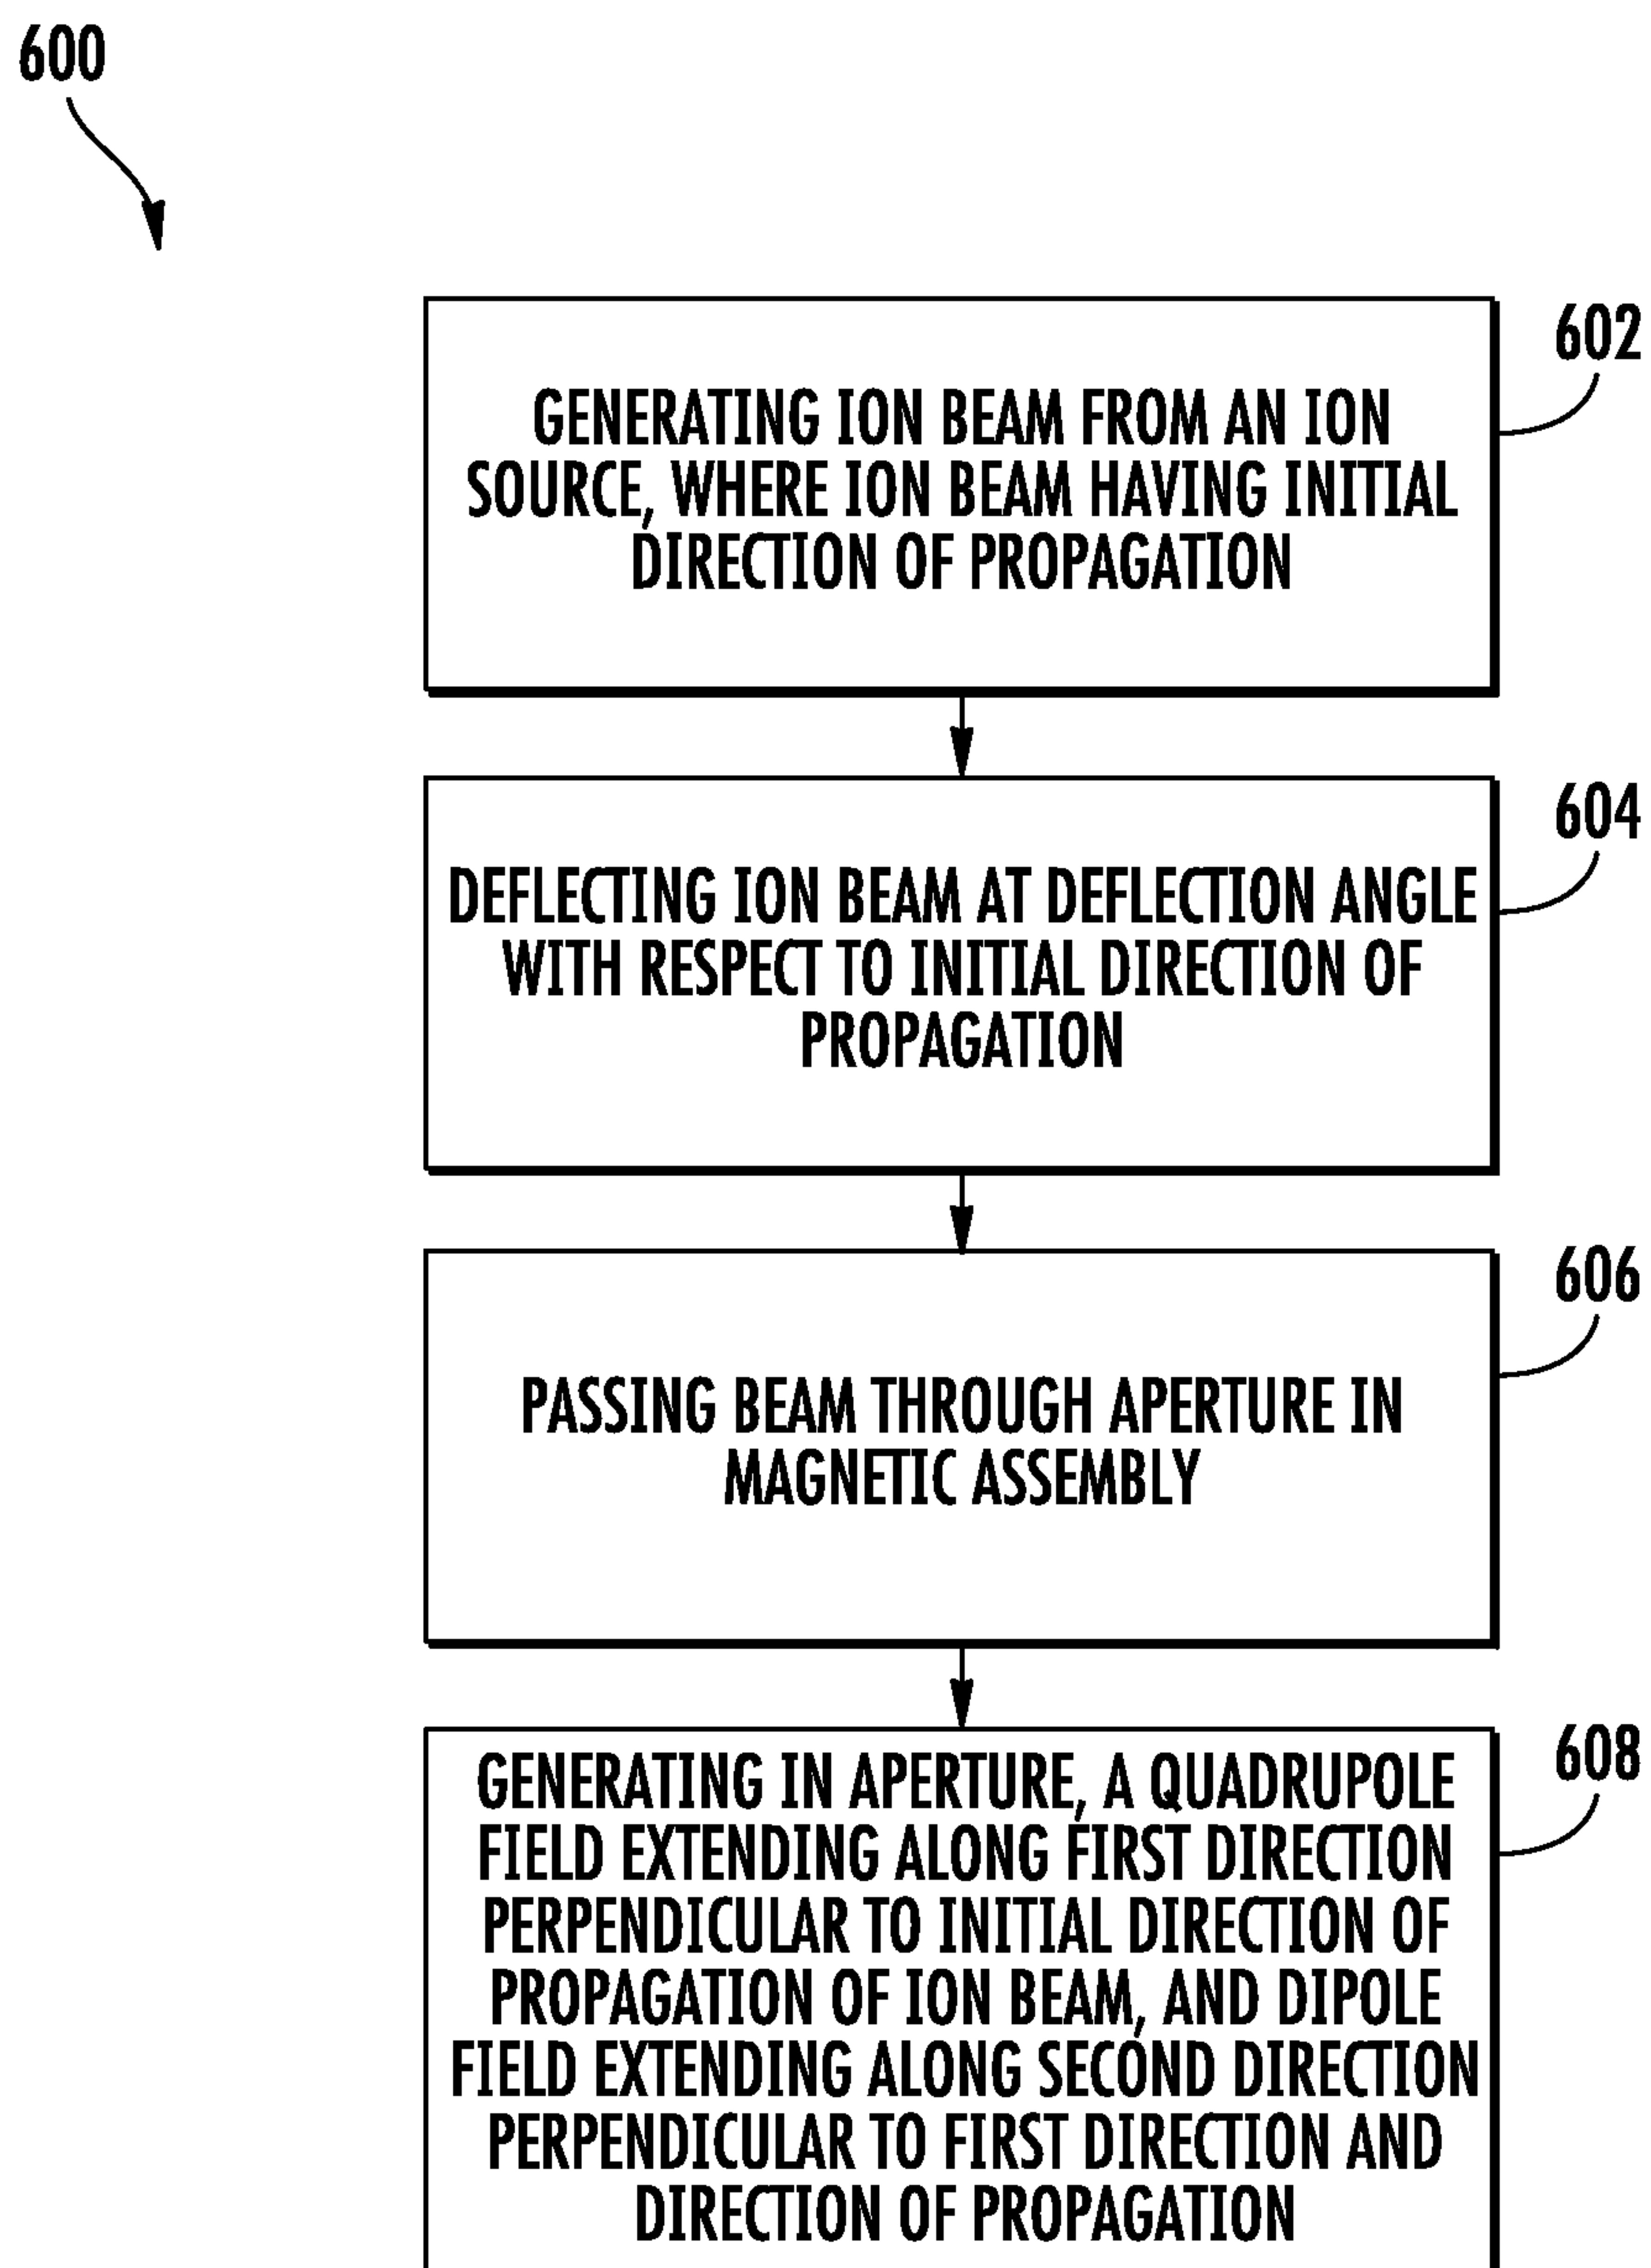 600
602
GENERATING ION BEAM FROM AN ION
SOURCE, WHERE ION BEAM HAVING INITIAL
DIRECTION OF PROPAGATION
604
DEFLECTING ION BEAM AT DEFLECTION ANGLE
WITH RESPECT TO INITIAL DIRECTION OF
PROPAGATION
606
PASSING BEAM THROUGH APERTURE IN
MAGNETIC ASSEMBLY
608
GENERATING IN APERTURE, A QUADRUPOLE
FIELD EXTENDING ALONG FIRST DIRECTION
PERPENDICULAR TO INITIAL DIRECTION OF
PROPAGATION OF ION BEAM, AND DIPOLE
FIELD EXTENDING ALONG SECOND DIRECTION
PERPENDICULAR TO FIRST DIRECTION AND
DIRECTION OF PROPAGATION